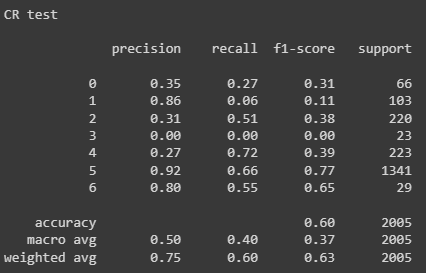 CR test
precision recall f1-score support
0 0.35 0.27 0.31 66
1 0.86 0.06 0.11 103
2 0.31 0.51 0.38 220
3 0.00 0.00 0.00 23
4 0.27 0.72 0.39 223
5 0.92 0.66 0.77 1341
6 0.80 0.55 0.65 29
accuracy 0.60 2005
macro avg 0.50 0.40 0.37 2005
weighted avg 0.75 0.60 0.63 2005